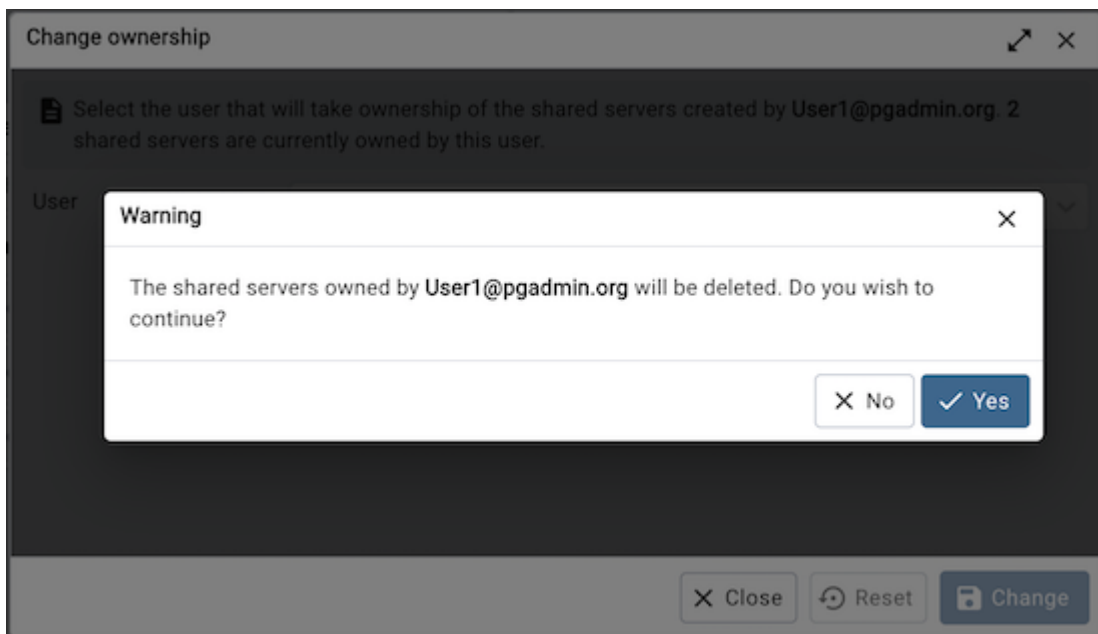 Change ownership
Select the user that will take ownership of the shared servers created by User1@pgadmin.org. 2
shared servers are currently owned by this user.
User
Warning
The shared servers owned by User1@pgadmin.org will be deleted. Do you wish to
continue?
No
Yes
Close
Reset
Change